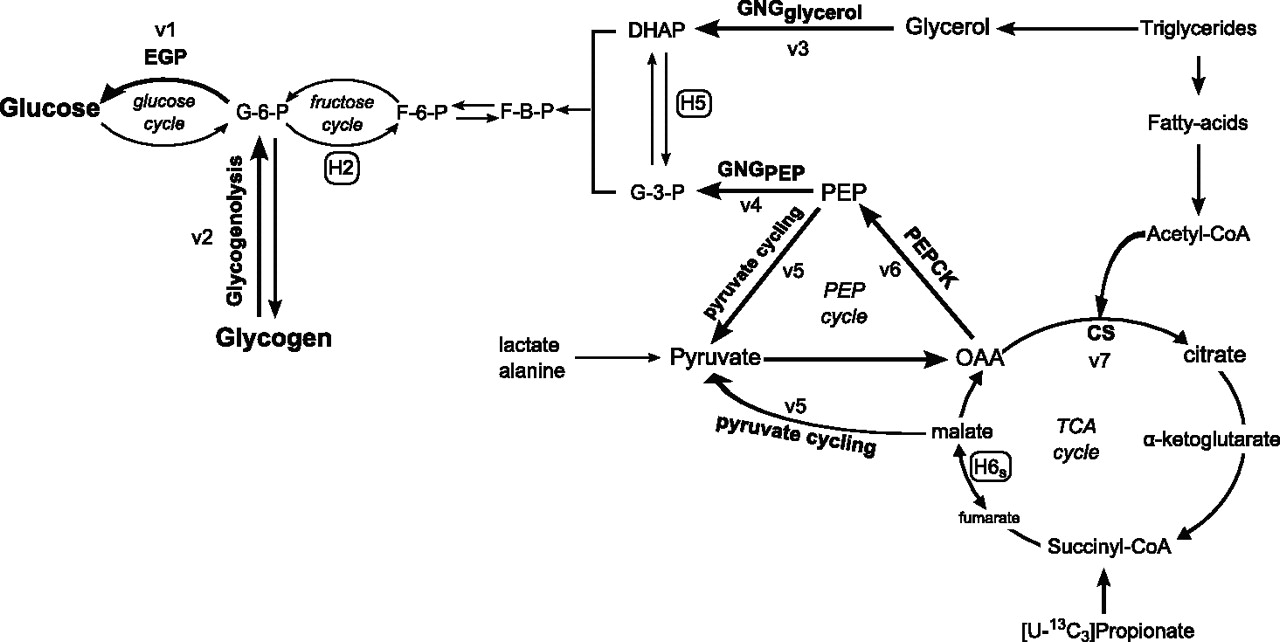 v1
EGP
Glucose
glucose
cycle
G-6-P
fructose
cycle
H2
F-6-P
F-B-P
DHAP
H5
G-3-P
GNGglycerol
v3
Glycerol
Triglycerides
Fatty-acids
Acetyl-CoA
v2
Glycogenolysis
Glycogen
GNGPEP
v4
PEP
pyruvate cycling
v5
PEP
cycle
v6
PEPCK
lactate
alanine
Pyruvate
OAA
CS
v7
citrate
v5
pyruvate cycling
malate
TCA
cycle
α-ketoglutarate
H6s
fumarate
Succinyl-CoA
[U-13C3]Propionate